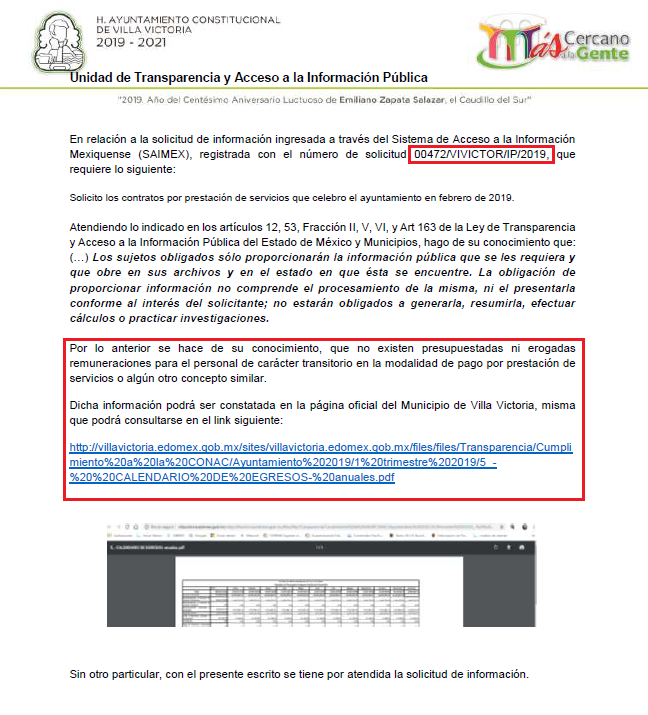 H. AYUNTAMIENTO CONSTITUCIONAL
DE VILLA VICTORIA
2019 - 2021
Más Cercano
a la Gente
Unidad de Transparencia y Acceso a la Información Pública
"2019. Año del Centésimo Aniversario Luctuoso de Emiliano Zapata Salazar, el Caudillo del Sur"
En relación a la solicitud de información ingresada a través del Sistema de Acceso a la Información
Mexiquense (SAIMEX), registrada con el número de solicitud 00472/VIVICTOR/IP/2019, que
requiere lo siguiente:
Solicito los contratos por prestación de servicios que celebro el ayuntamiento en febrero de 2019.
Atendiendo lo indicado en los artículos 12, 53, Fracción II, V, VI, y Art 163 de la Ley de Transparencia
y Acceso a la Información Pública del Estado de México y Municipios, hago de su conocimiento que:
(…) Los sujetos obligados sólo proporcionarán la información pública que se les requiera y
que obre en sus archivos y en el estado en que ésta se encuentre. La obligación de
proporcionar información no comprende el procesamiento de la misma, ni el presentarla
conforme al interés del solicitante; no estarán obligados a generarla, resumirla, efectuar
cálculos o practicar investigaciones.
Por lo anterior se hace de su conocimiento, que no existen presupuestadas ni erogadas
remuneraciones para el personal de carácter transitorio en la modalidad de pago por prestación de
servicios o algún otro concepto similar.
Dicha información podrá ser constatada en la página oficial del Municipio de Villa Victoria, misma
que podrá consultarse en el link siguiente:
http://villavictoria.edomex.gob.mx/sites/villavictoria.edomex.gob.mx/files/files/Transparencia/Cumpli
miento%20a%20la%20CONAC/Ayuntamiento%202019/1%20trimestre%202019/5_-
%20%20CALENDARIO%20DE%20EGRESOS-%20anuales.pdf
Sin otro particular, con el presente escrito se tiene por atendida la solicitud de información.